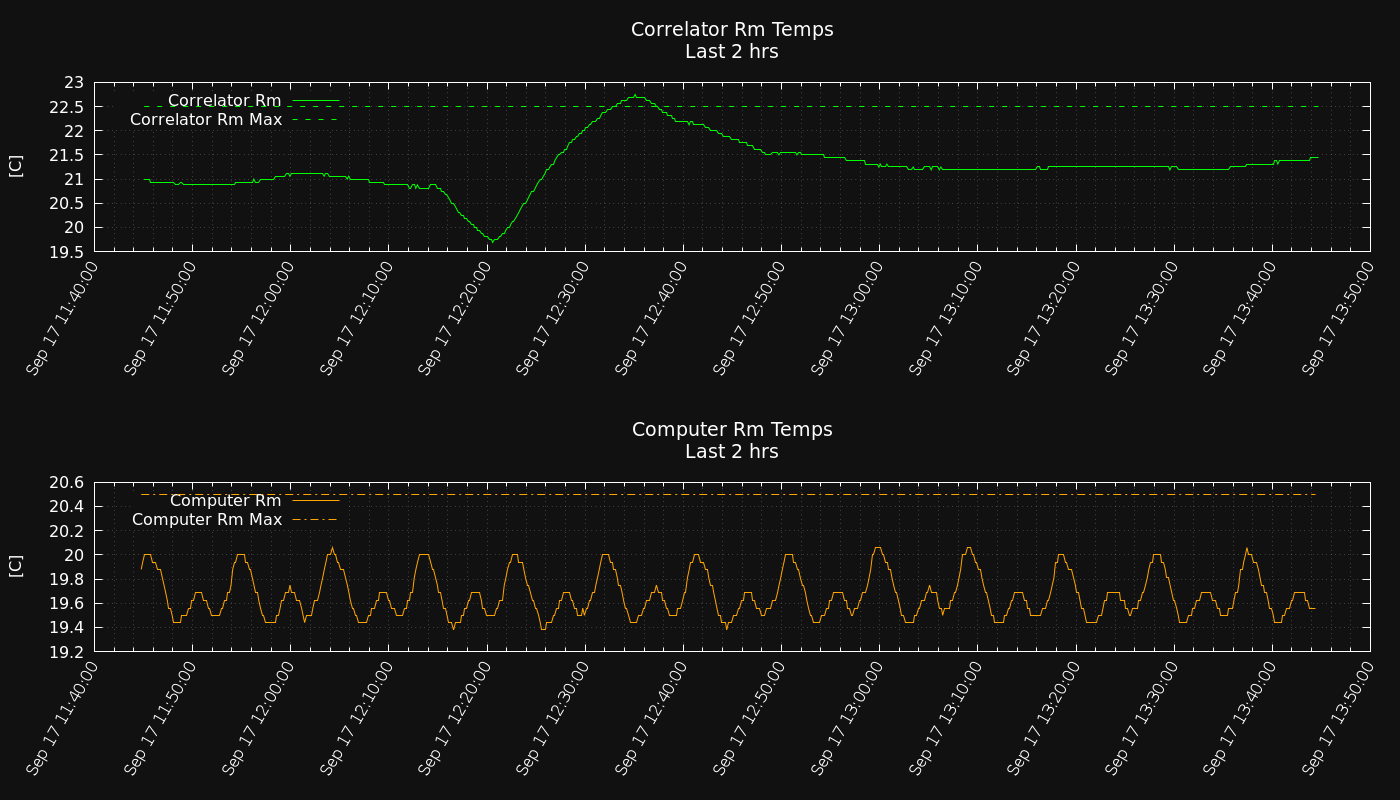 Correlator Rm Temps
Last 2 hrs
23
22.5
22
21.5
21
20.5
20
19.5
[C]
Correlator Rm
Correlator Rm Max
Sep 17 11:40:00
Sep 17 11:50:00
Sep 17 12:00:00
Sep 17 12:10:00
Sep 17 12:20:00
Sep 17 12:30:00
Sep 17 12:40:00
Sep 17 12:50:00
Sep 17 13:00:00
Sep 17 13:10:00
Sep 17 13:20:00
Sep 17 13:30:00
Sep 17 13:40:00
Sep 17 13:50:00
Computer Rm Temps
Last 2 hrs
20.6
20.4
20.2
20
19.8
19.6
19.4
19.2
[C]
Computer Rm
Computer Rm Max
Sep 17 11:40:00
Sep 17 11:50:00
Sep 17 12:00:00
Sep 17 12:10:00
Sep 17 12:20:00
Sep 17 12:30:00
Sep 17 12:40:00
Sep 17 12:50:00
Sep 17 13:00:00
Sep 17 13:10:00
Sep 17 13:20:00
Sep 17 13:30:00
Sep 17 13:40:00
Sep 17 13:50:00